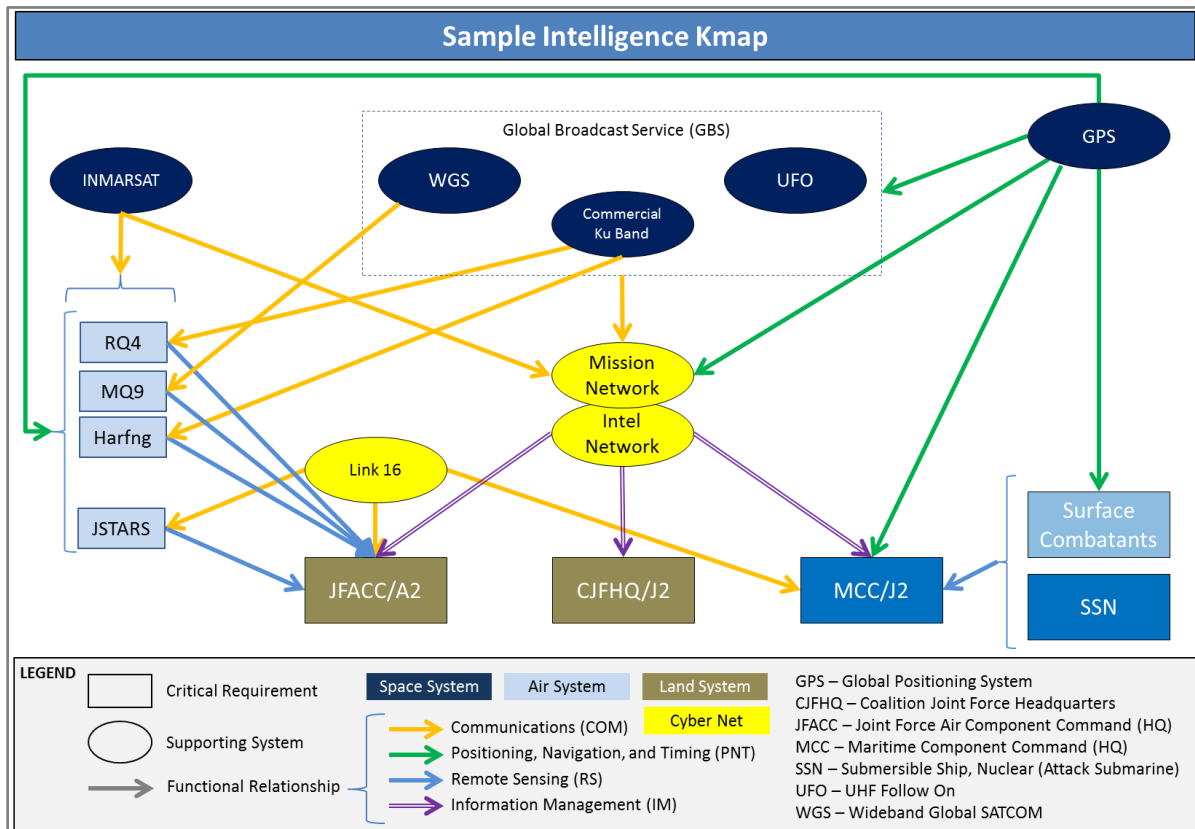 Sample Intelligence Kmap
Global Broadcast Service (GBS)
GPS
INMARSAT
WGS
UFO
Commercial
Ku Band
RQ4
MQ9
Harfng
JSTARS
Mission
Network
Intel
Network
Link 16
Surface
Combatants
SSN
JFACC/A2
CJFHQ/J2
MCC/J2
LEGEND
Critical Requirement
Supporting System
Functional Relationship
Space System
Air System
Land System
Cyber Net
Communications (COM)
Positioning, Navigation, and Timing (PNT)
Remote Sensing (RS)
Information Management (IM)
GPS – Global Positioning System
CJFHQ – Coalition Joint Force Headquarters
JFACC – Joint Force Air Component Command (HQ)
MCC – Maritime Component Command (HQ)
SSN – Submersible Ship, Nuclear (Attack Submarine)
UFO – UHF Follow On
WGS – Wideband Global SATCOM